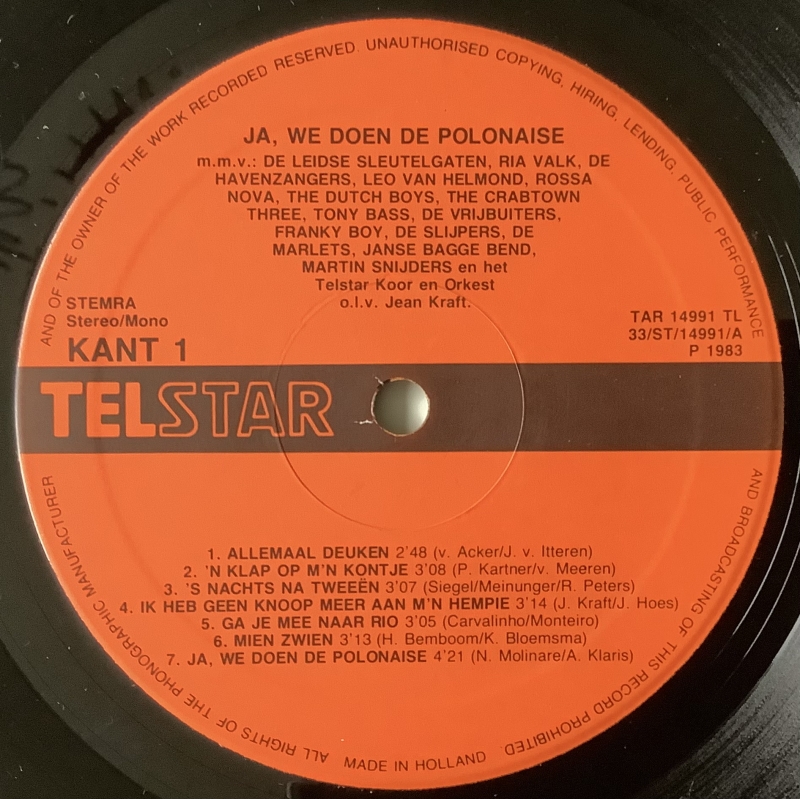 ALL RIGHTS OF THE PHONOGRAPHIC MANUFACTURER AND OF THE OWNER OF THE WORK RECORDED RESERVED. UNAUTHORISED COPYING, HIRING, LENDING, PUBLIC PERFORMANCE AND BROADCASTING OF THIS RECORD PROHIBITED
JA, WE DOEN DE POLONAISE
m.m.v.: DE LEIDSE SLEUTELGATEN, RIA VALK, DE
HAVENZANGERS, LEO VAN HELMOND, ROSSA
NOVA, THE DUTCH BOYS, THE CRABTOWN
THREE, TONY BASS, DE VRIJBUITERS,
FRANKY BOY, DE SLIJPERS, DE
MARLETS, JANSE BAGGE BEND,
MARTIN SNIJDERS en het
Telstar Koor en Orkest
o.l.v. Jean Kraft.
STEMRA
Stereo/Mono
KANT 1
TAR 14991 TL
33/ST/14991/A
P 1983
TELSTAR
1. ALLEMAAL DEUKEN 2'48 (v. Acker/J. v. Itteren)
2. 'N KLAP OP M'N KONTJE 3'08 (P. Kartner/v. Meeren)
3. 'S NACHTS NA TWEEËN 3'07 (Siegel/Meinunger/R. Peters)
4. IK HEB GEEN KNOOP MEER AAN M'N HEMPIE 3'14 (J. Kraft/J. Hoes)
5. GA JE MEE NAAR RIO 3'05 (Carvalinho/Monteiro)
6. MIEN ZWIEN 3'13 (H. Bemboom/K. Bloemsma)
7. JA, WE DOEN DE POLONAISE 4'21 (N. Molinare/A. Klaris)
MADE IN HOLLAND